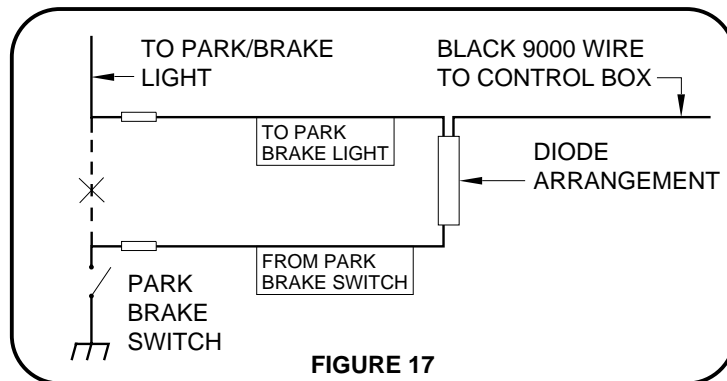 TO PARK/BRAKE
LIGHT
BLACK 9000 WIRE
TO CONTROL BOX
TO PARK
BRAKE LIGHT
DIODE
ARRANGEMENT
FROM PARK
BRAKE SWITCH
PARK
BRAKE
SWITCH
FIGURE 17